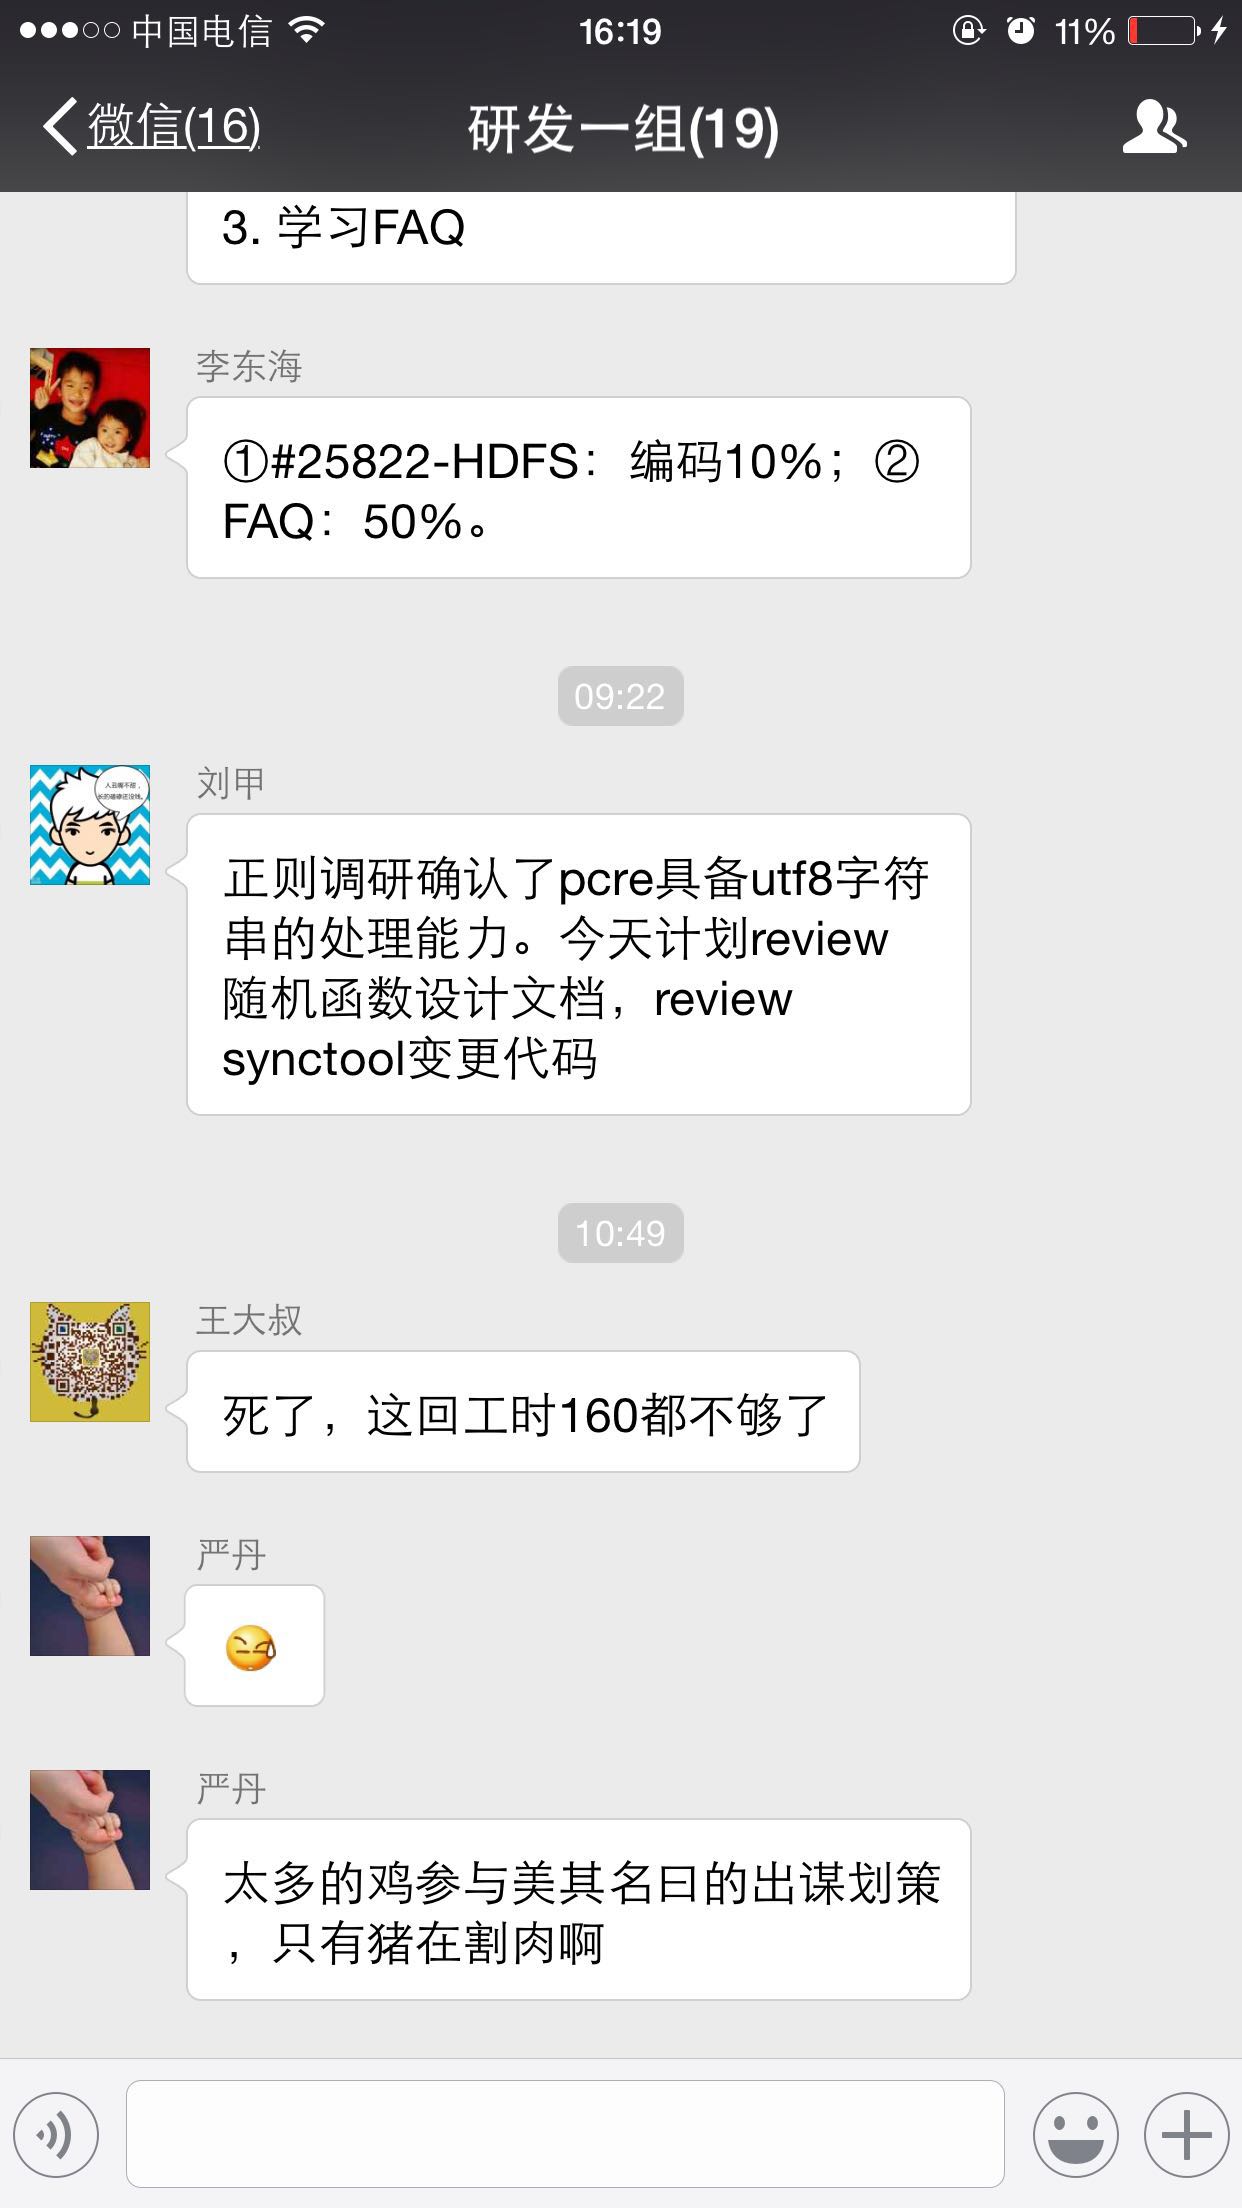 中国电信 16:19 11%
微信(16) 研发一组(19)
3. 学习FAQ
李东海
①#25822-HDFS：编码10%；②
FAQ：50%。
09:22
刘甲
正则调研确认了pcre具备utf8字符
串的处理能力。今天计划review
随机函数设计文档，review
synctool变更代码
10:49
王大叔
死了，这回工时160都不够了
严丹
严丹
太多的鸡参与美其名曰的出谋划策
，只有猪在割肉啊